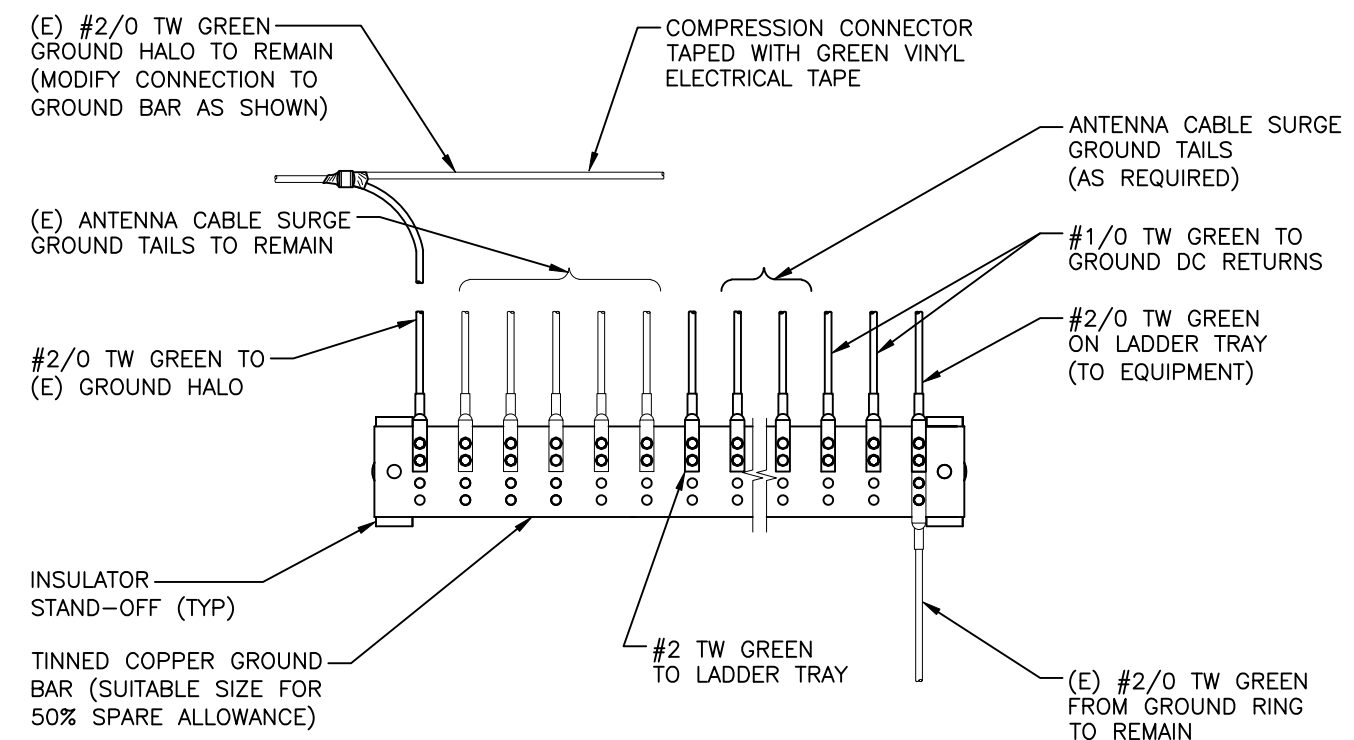 (E) #2/0 TW GREEN
GROUND HALO TO REMAIN
(MODIFY CONNECTION TO
GROUND BAR AS SHOWN)
COMPRESSION CONNECTOR
TAPED WITH GREEN VINYL
ELECTRICAL TAPE
ANTENNA CABLE SURGE
GROUND TAILS
(AS REQUIRED)
(E) ANTENNA CABLE SURGE
GROUND TAILS TO REMAIN
#1/0 TW GREEN TO
GROUND DC RETURNS
#2/0 TW GREEN TO
(E) GROUND HALO
#2/0 TW GREEN
ON LADDER TRAY
(TO EQUIPMENT)
INSULATOR
STAND-OFF (TYP)
TINNED COPPER GROUND
BAR (SUITABLE SIZE FOR
50% SPARE ALLOWANCE)
#2 TW GREEN
TO LADDER TRAY
(E) #2/0 TW GREEN
FROM GROUND RING
TO REMAIN